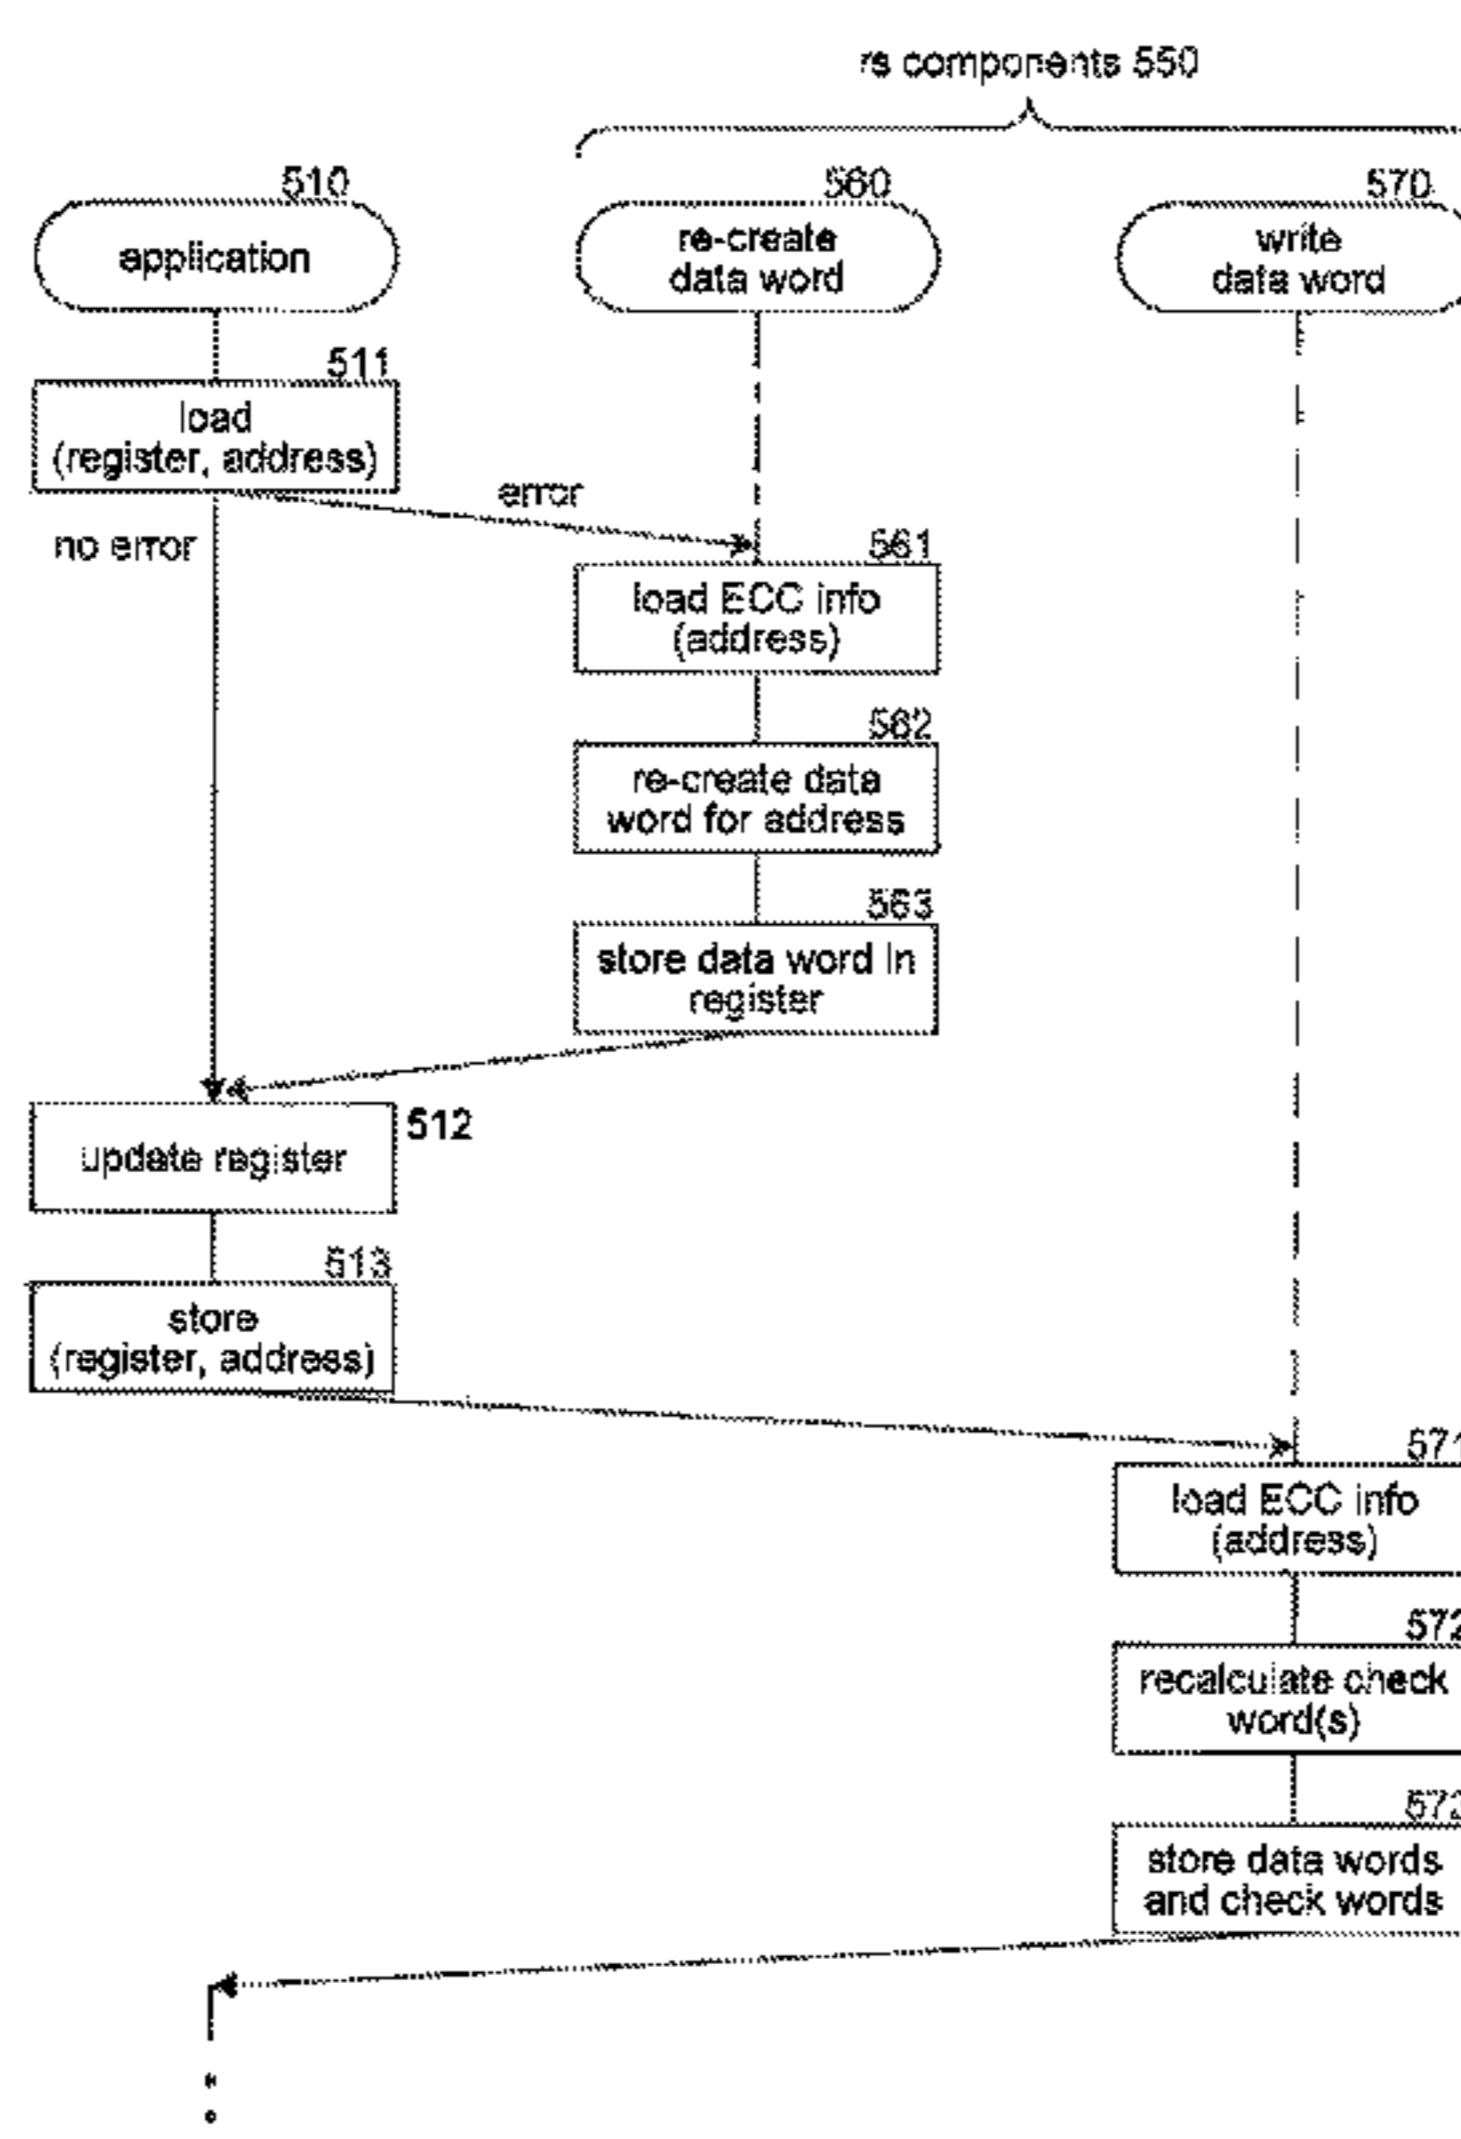 rs components 550
510
560
570
application
re-create
data word
write
data word
511
load
(register, address)
error
no error
561
load ECC info
(address)
562
re-create data
word for address
563
store data word in
register
512
update register
513
store
(register, address)
571
load ECC info
(address)
572
recalculate check
word(s)
573
store data words
and check words